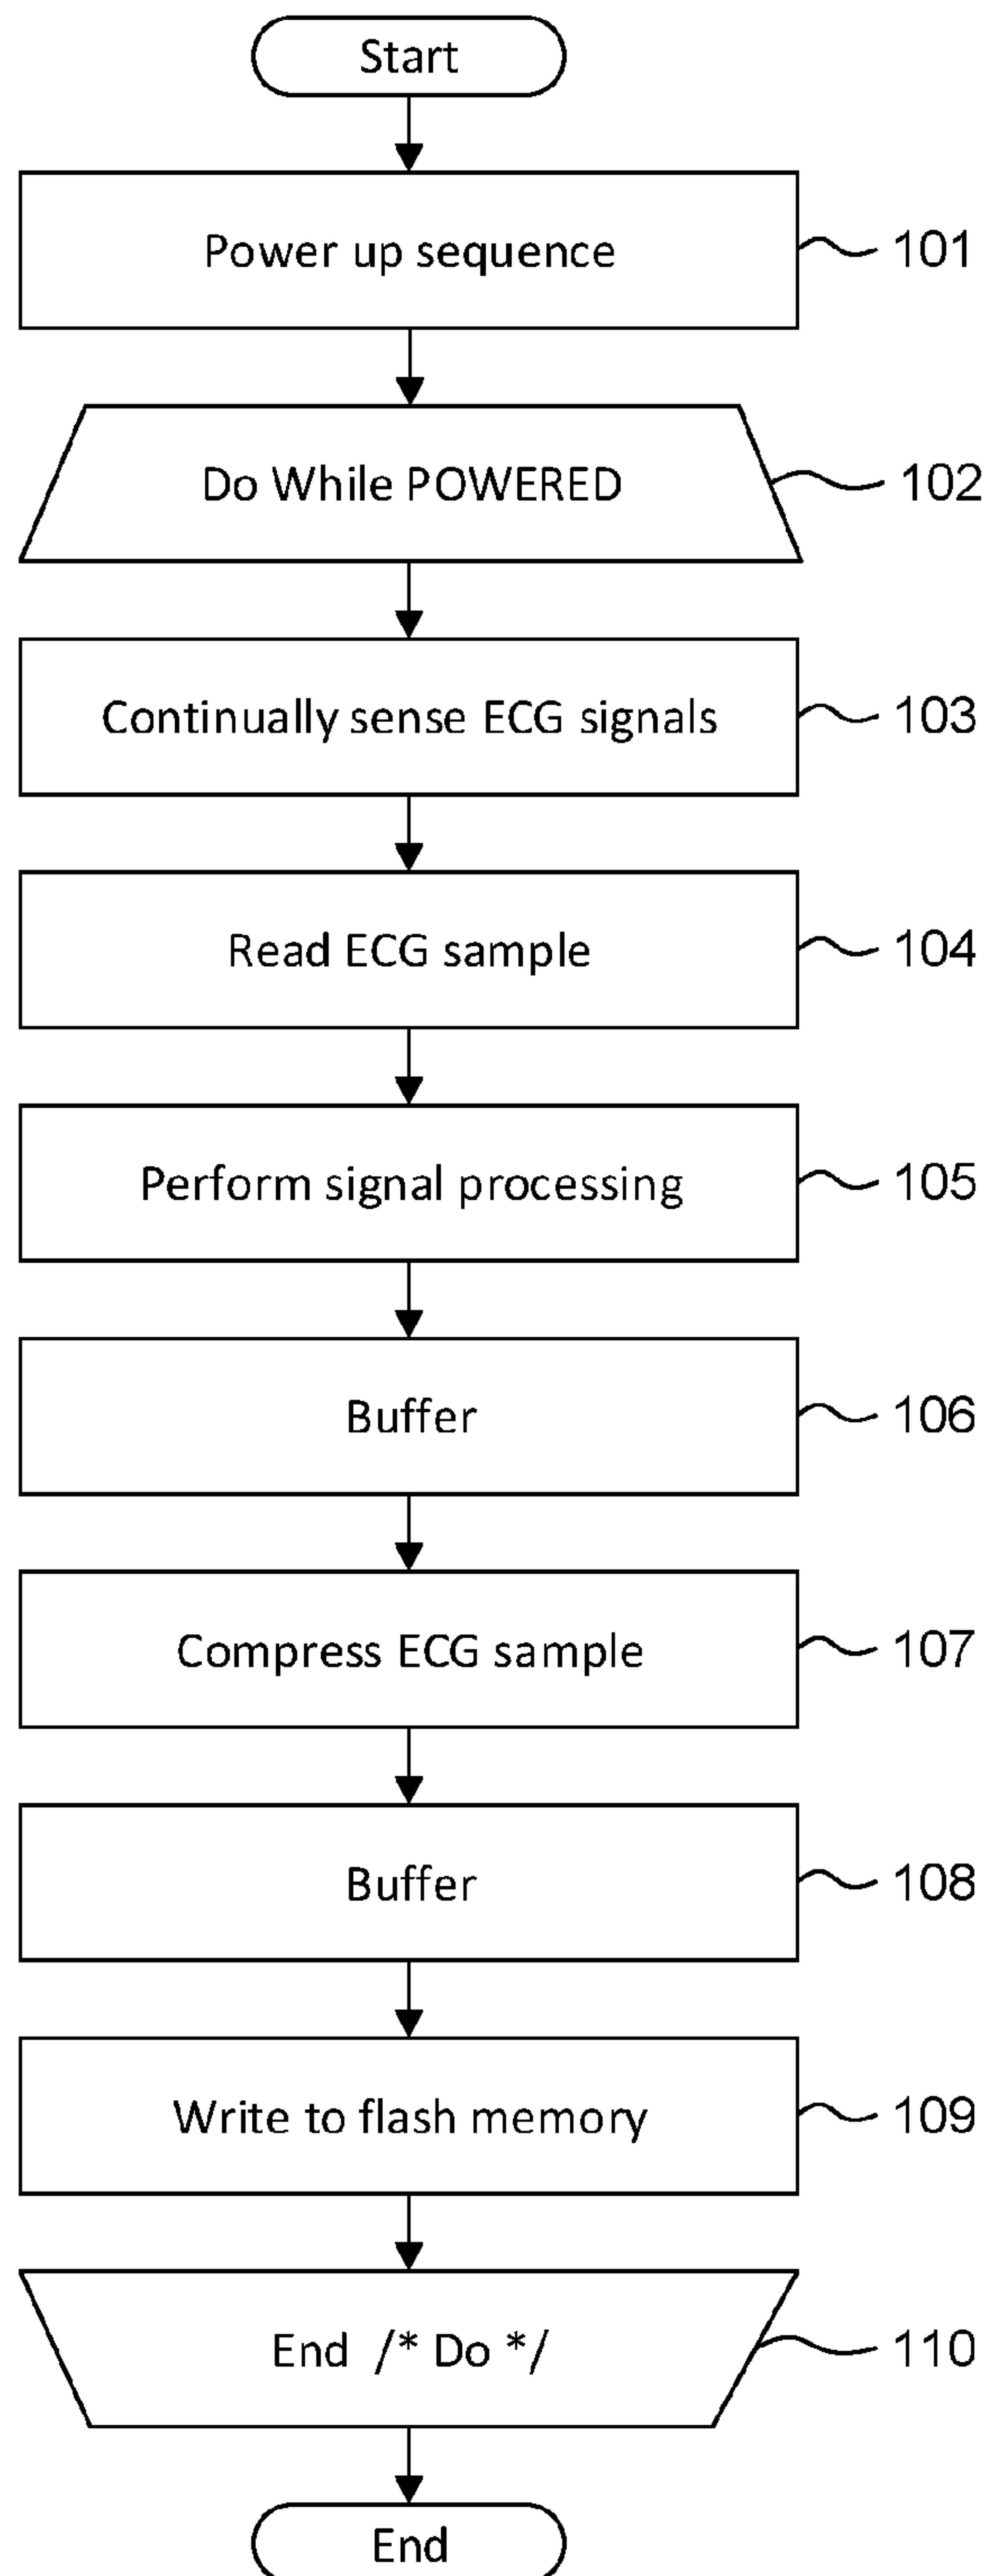 Start
Power up sequence
101
Do While POWERED
102
Continually sense ECG signals
103
Read ECG sample
104
Perform signal processing
105
Buffer
106
Compress ECG sample
107
Buffer
108
Write to flash memory
109
End /* Do */
110
End